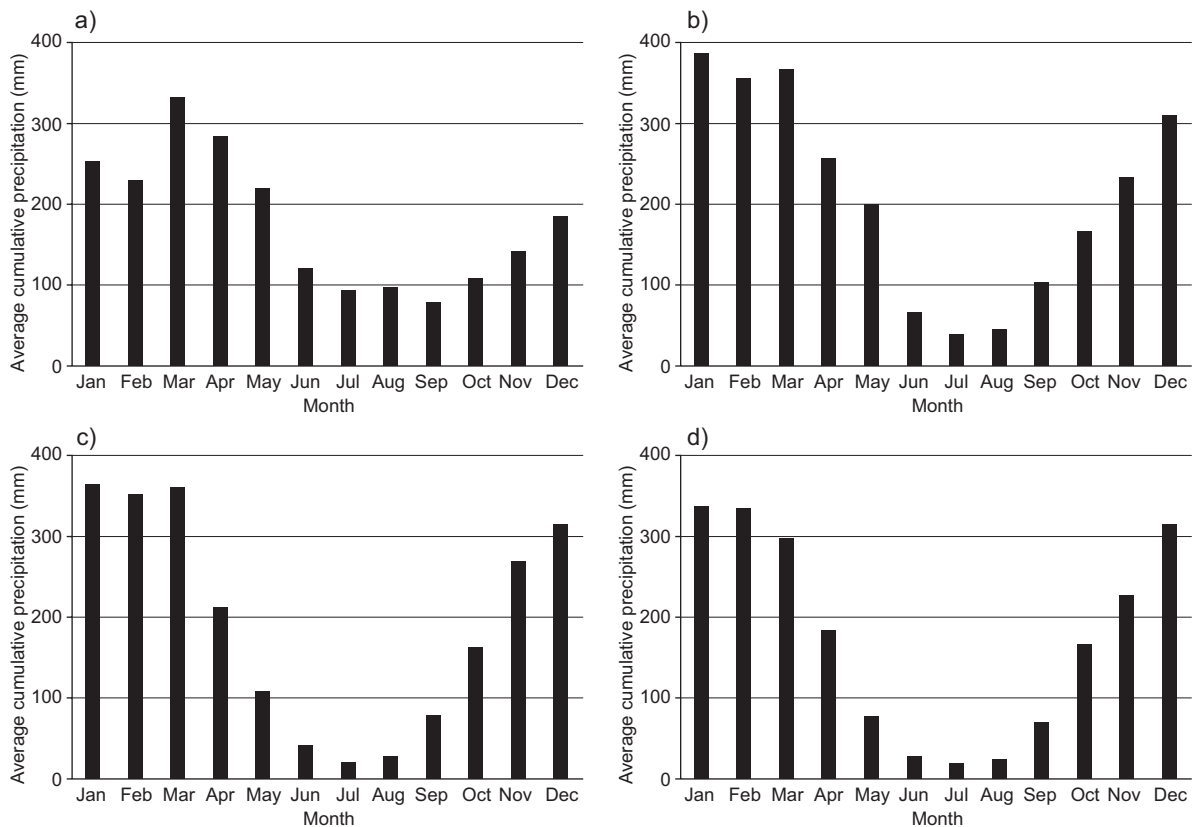 a)
Average cumulative precipitation (mm)
400
300
200
100
0
Jan Feb Mar Apr May Jun Jul Aug Sep Oct Nov Dec
Month
b)
Average cumulative precipitation (mm)
400
300
200
100
0
Jan Feb Mar Apr May Jun Jul Aug Sep Oct Nov Dec
Month
c)
Average cumulative precipitation (mm)
400
300
200
100
0
Jan Feb Mar Apr May Jun Jul Aug Sep Oct Nov Dec
Month
d)
Average cumulative precipitation (mm)
400
300
200
100
0
Jan Feb Mar Apr May Jun Jul Aug Sep Oct Nov Dec
Month